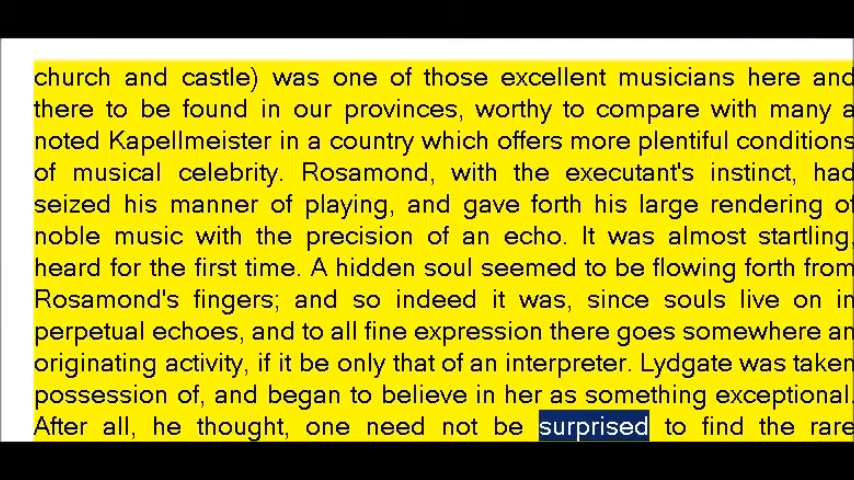 church and castle) was one of those excellent musicians here and
there to be found in our provinces, worthy to compare with many a
noted Kapellmeister in a country which offers more plentiful conditions
of musical celebrity. Rosamond, with the executant's instinct, had
seized his manner of playing, and gave forth his large rendering of
noble music with the precision of an echo. It was almost startling,
heard for the first time. A hidden soul seemed to be flowing forth from
Rosamond's fingers; and so indeed it was, since souls live on in
perpetual echoes, and to all fine expression there goes somewhere an
originating activity, if it be only that of an interpreter. Lydgate was taken
possession of, and began to believe in her as something exceptional.
After all, he thought, one need not be surprised to find the rare